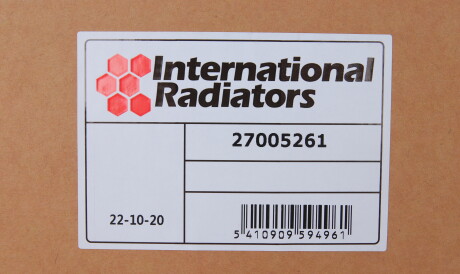 International
Radiators
27005261
22-10-20
5 410909 594961